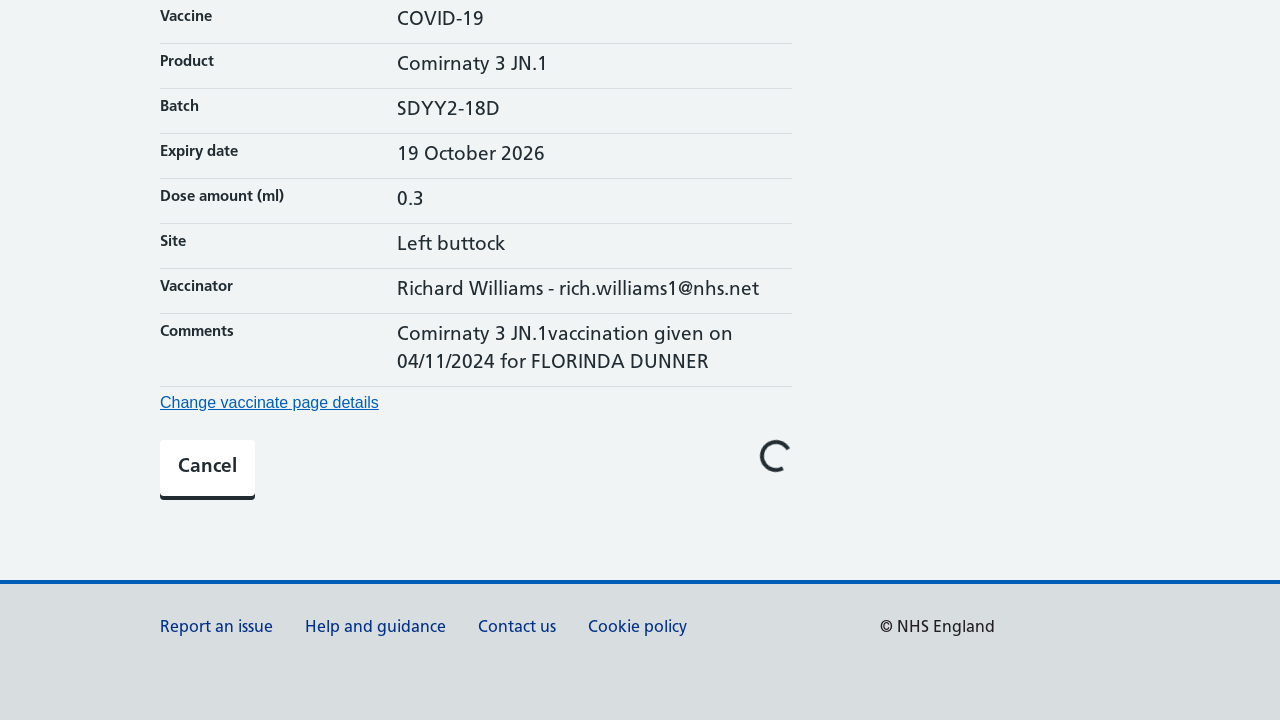 Vaccine COVID-19
Product Comirnaty 3 JN.1
Batch SDYY2-18D
Expiry date 19 October 2026
Dose amount (ml) 0.3
Site Left buttock
Vaccinator Richard Williams - rich.williams1@nhs.net
Comments Comirnaty 3 JN.1vaccination given on
04/11/2024 for FLORINDA DUNNER
Change vaccinate page details
Cancel
Report an issue Help and guidance Contact us Cookie policy © NHS England